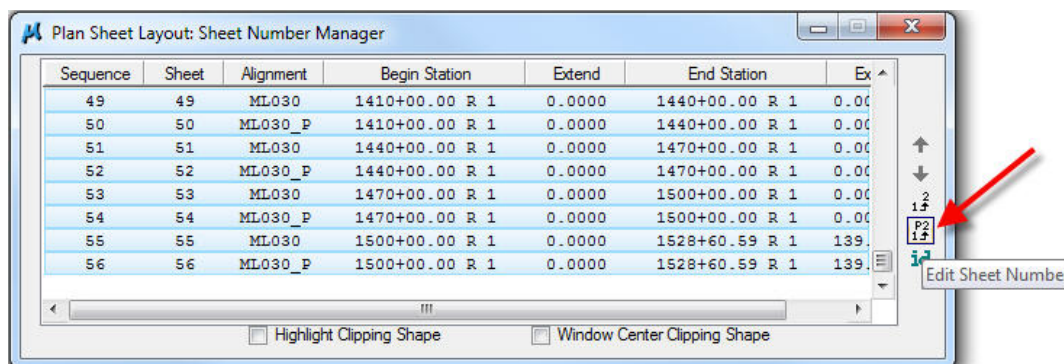 Plan Sheet Layout: Sheet Number Manager
Sequence Sheet Alignment Begin Station Extend End Station Ex
49 49 ML030 1410+00.00 R 1 0.0000 1440+00.00 R 1 0.00
50 50 ML030_P 1410+00.00 R 1 0.0000 1440+00.00 R 1 0.00
51 51 ML030 1440+00.00 R 1 0.0000 1470+00.00 R 1 0.00
52 52 ML030_P 1440+00.00 R 1 0.0000 1470+00.00 R 1 0.00
53 53 ML030 1470+00.00 R 1 0.0000 1500+00.00 R 1 0.00
54 54 ML030_P 1470+00.00 R 1 0.0000 1500+00.00 R 1 0.00
55 55 ML030 1500+00.00 R 1 0.0000 1528+60.59 R 1 139.
56 56 ML030_P 1500+00.00 R 1 0.0000 1528+60.59 R 1 139.
2
1
P2
1
id
Edit Sheet Numbe
Highlight Clipping Shape Window Center Clipping Shape